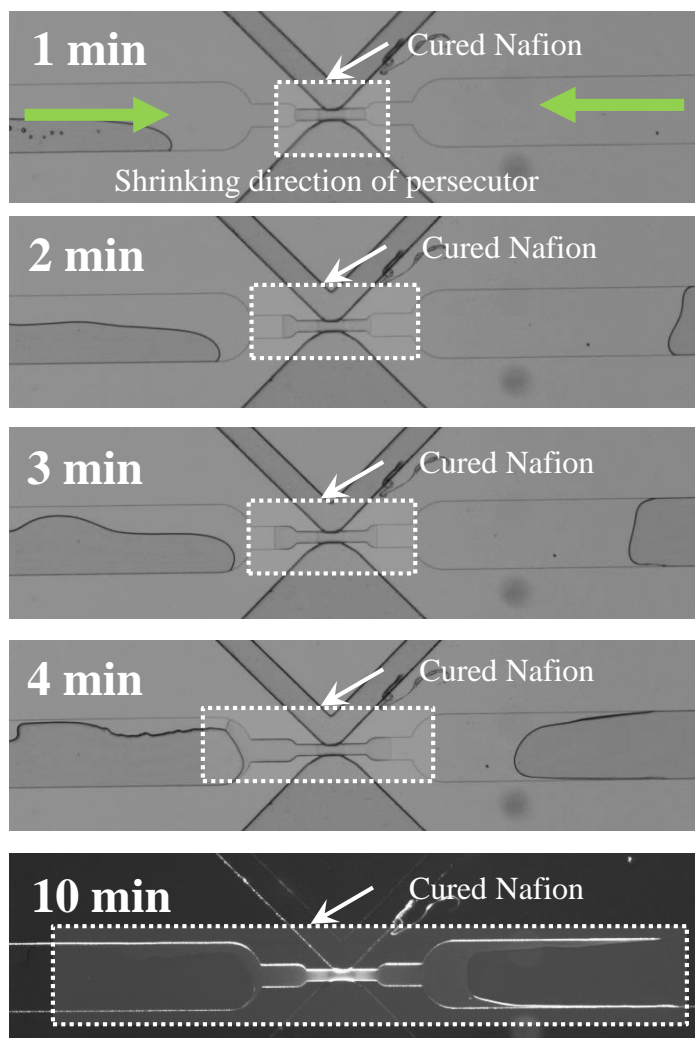 1 min
Cured Nafion
Shrinking direction of persecutor
2 min
Cured Nafion
3 min
Cured Nafion
4 min
Cured Nafion
10 min
Cured Nafion